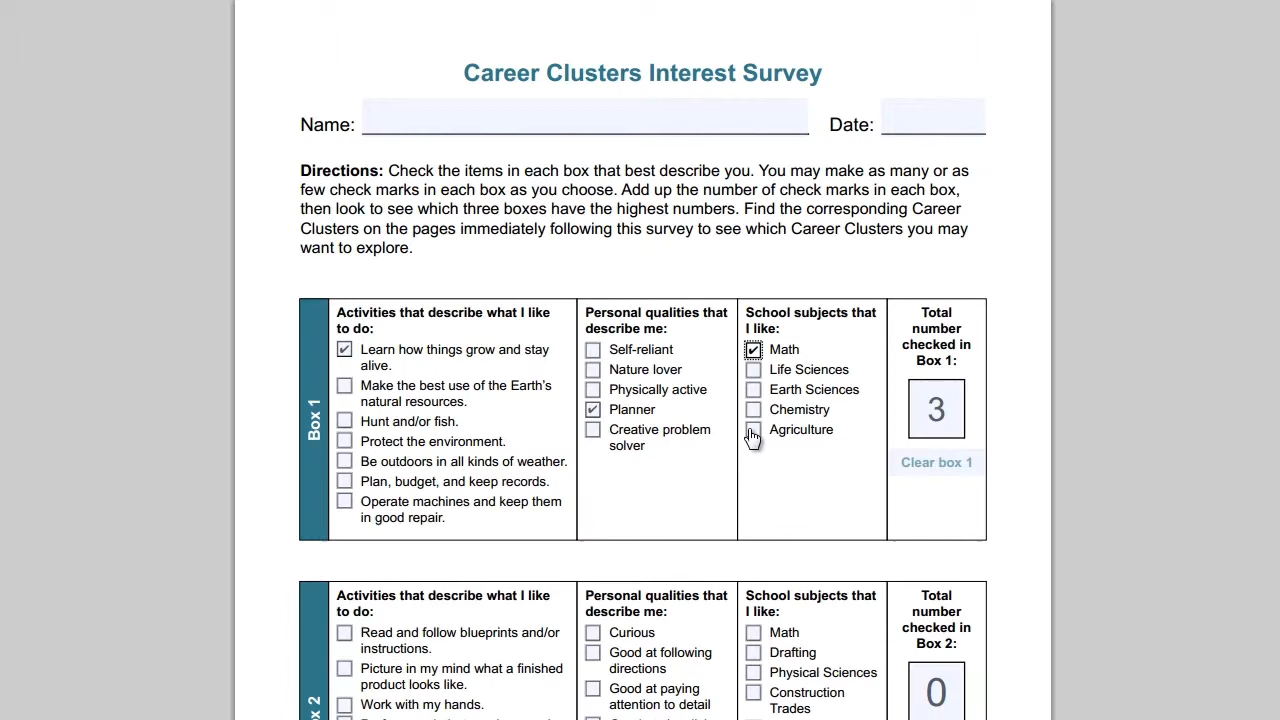 Career Clusters Interest Survey
Name:
Date:
Directions: Check the items in each box that best describe you. You may make as many or as
few check marks in each box as you choose. Add up the number of check marks in each box,
then look to see which three boxes have the highest numbers. Find the corresponding Career
Clusters on the pages immediately following this survey to see which Career Clusters you may
want to explore.
Box 1
Activities that describe what I like
to do:
Learn how things grow and stay
alive.
Make the best use of the Earth's
natural resources.
Hunt and/or fish.
Protect the environment.
Be outdoors in all kinds of weather.
Plan, budget, and keep records.
Operate machines and keep them
in good repair.
Personal qualities that
describe me:
Self-reliant
Nature lover
Physically active
Planner
Creative problem
solver
School subjects that
I like:
Math
Life Sciences
Earth Sciences
Chemistry
Agriculture
Total
number
checked in
Box 1:
3
Clear box 1
Activities that describe what I like
to do:
Read and follow blueprints and/or
instructions.
Picture in my mind what a finished
product looks like.
Work with my hands.
Personal qualities that
describe me:
Curious
Good at following
directions
Good at paying
attention to detail
School subjects that
I like:
Math
Drafting
Physical Sciences
Construction
Trades
Total
number
checked in
Box 2:
0